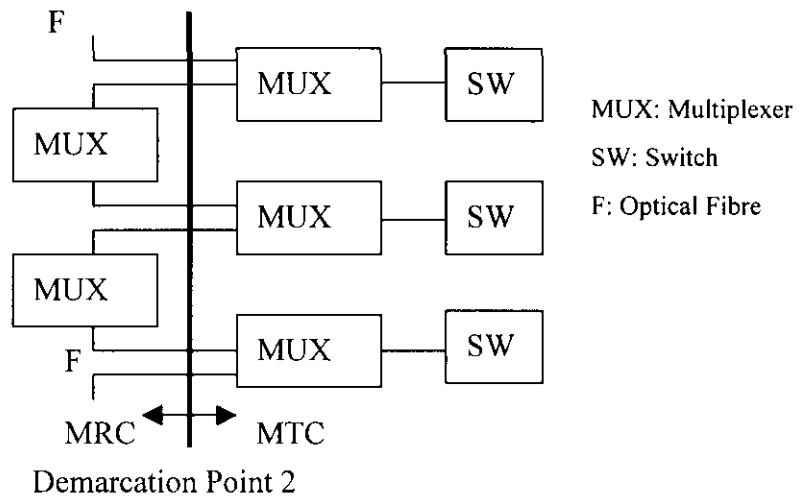 F
MUX SW
MUX: Multiplexer
MUX
SW: Switch
MUX SW
F: Optical Fibre
MUX
MUX SW
F
MRC MTC
Demarcation Point 2